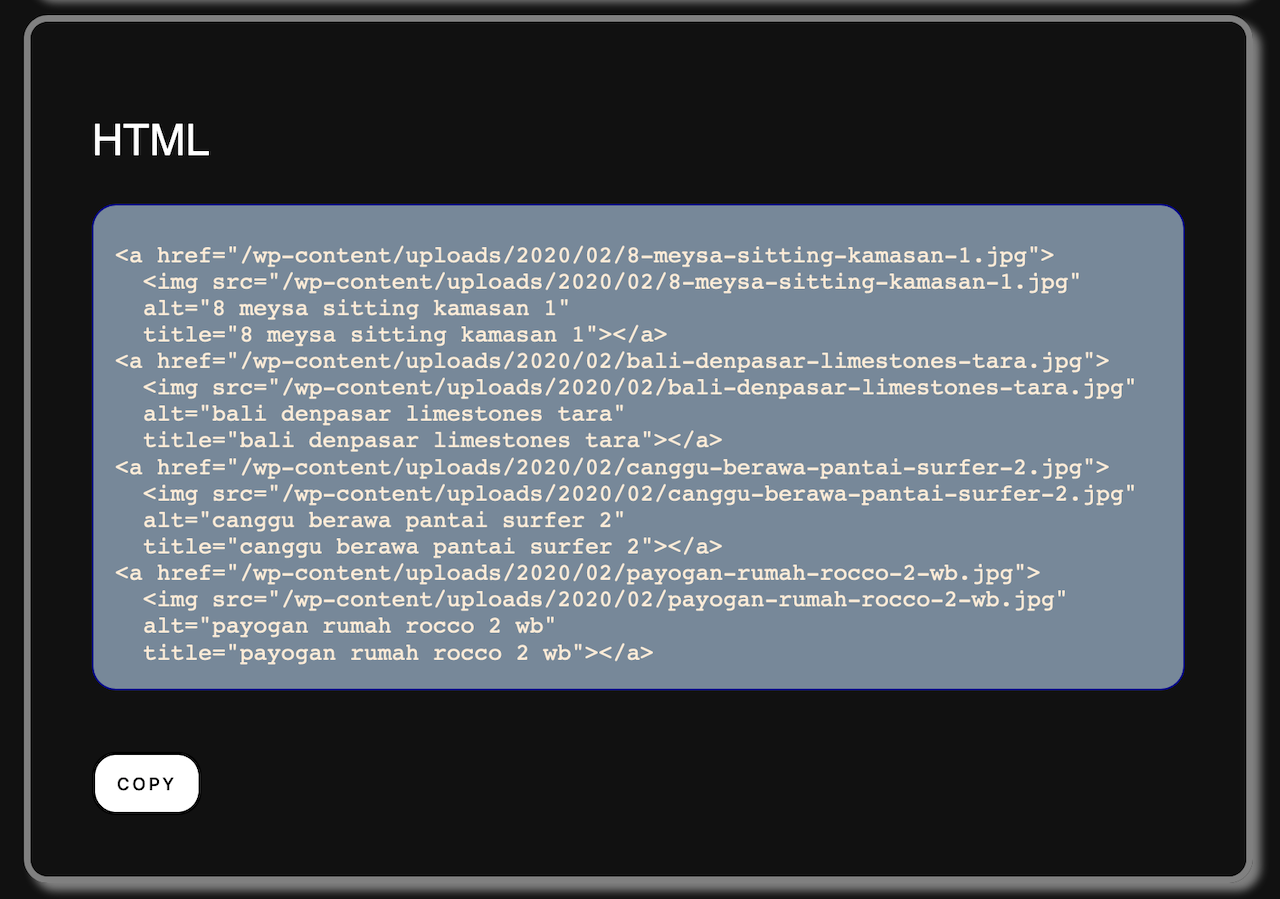 HTML
<a href="/wp-content/uploads/2020/02/8-meysa-sitting-kamasan-1.jpg">
  <img src="/wp-content/uploads/2020/02/8-meysa-sitting-kamasan-1.jpg"
  alt="8 meysa sitting kamasan 1"
  title="8 meysa sitting kamasan 1"></a>
<a href="/wp-content/uploads/2020/02/bali-denpasar-limestones-tara.jpg">
  <img src="/wp-content/uploads/2020/02/bali-denpasar-limestones-tara.jpg"
  alt="bali denpasar limestones tara"
  title="bali denpasar limestones tara"></a>
<a href="/wp-content/uploads/2020/02/canggu-berawa-pantai-surfer-2.jpg">
  <img src="/wp-content/uploads/2020/02/canggu-berawa-pantai-surfer-2.jpg"
  alt="canggu berawa pantai surfer 2"
  title="canggu berawa pantai surfer 2"></a>
<a href="/wp-content/uploads/2020/02/payogan-rumah-rocco-2-wb.jpg">
  <img src="/wp-content/uploads/2020/02/payogan-rumah-rocco-2-wb.jpg"
  alt="payogan rumah rocco 2 wb"
  title="payogan rumah rocco 2 wb"></a>
COPY